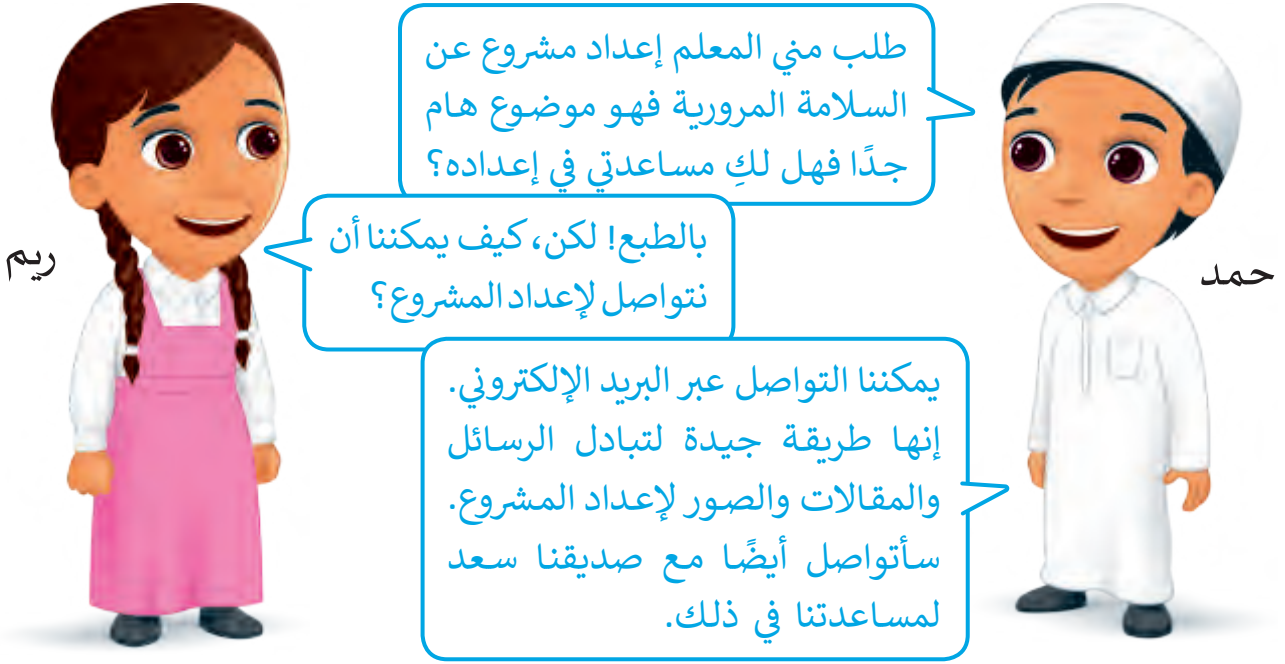 طلب مني المعلم إعداد مشروع عن
السلامة المرورية فهو موضوع هام
جدًا فهل لكِ مساعدتي في إعداده؟
بالطبع! لكن، كيف يمكننا أن
نتواصل لإعداد المشروع؟
ريم
حمد
يمكننا التواصل عبر البريد الإلكتروني.
إنها طريقة جيدة لتبادل الرسائل
والمقالات والصور لإعداد المشروع.
سأتواصل أيضًا مع صديقنا سعد
لمساعدتنا في ذلك.